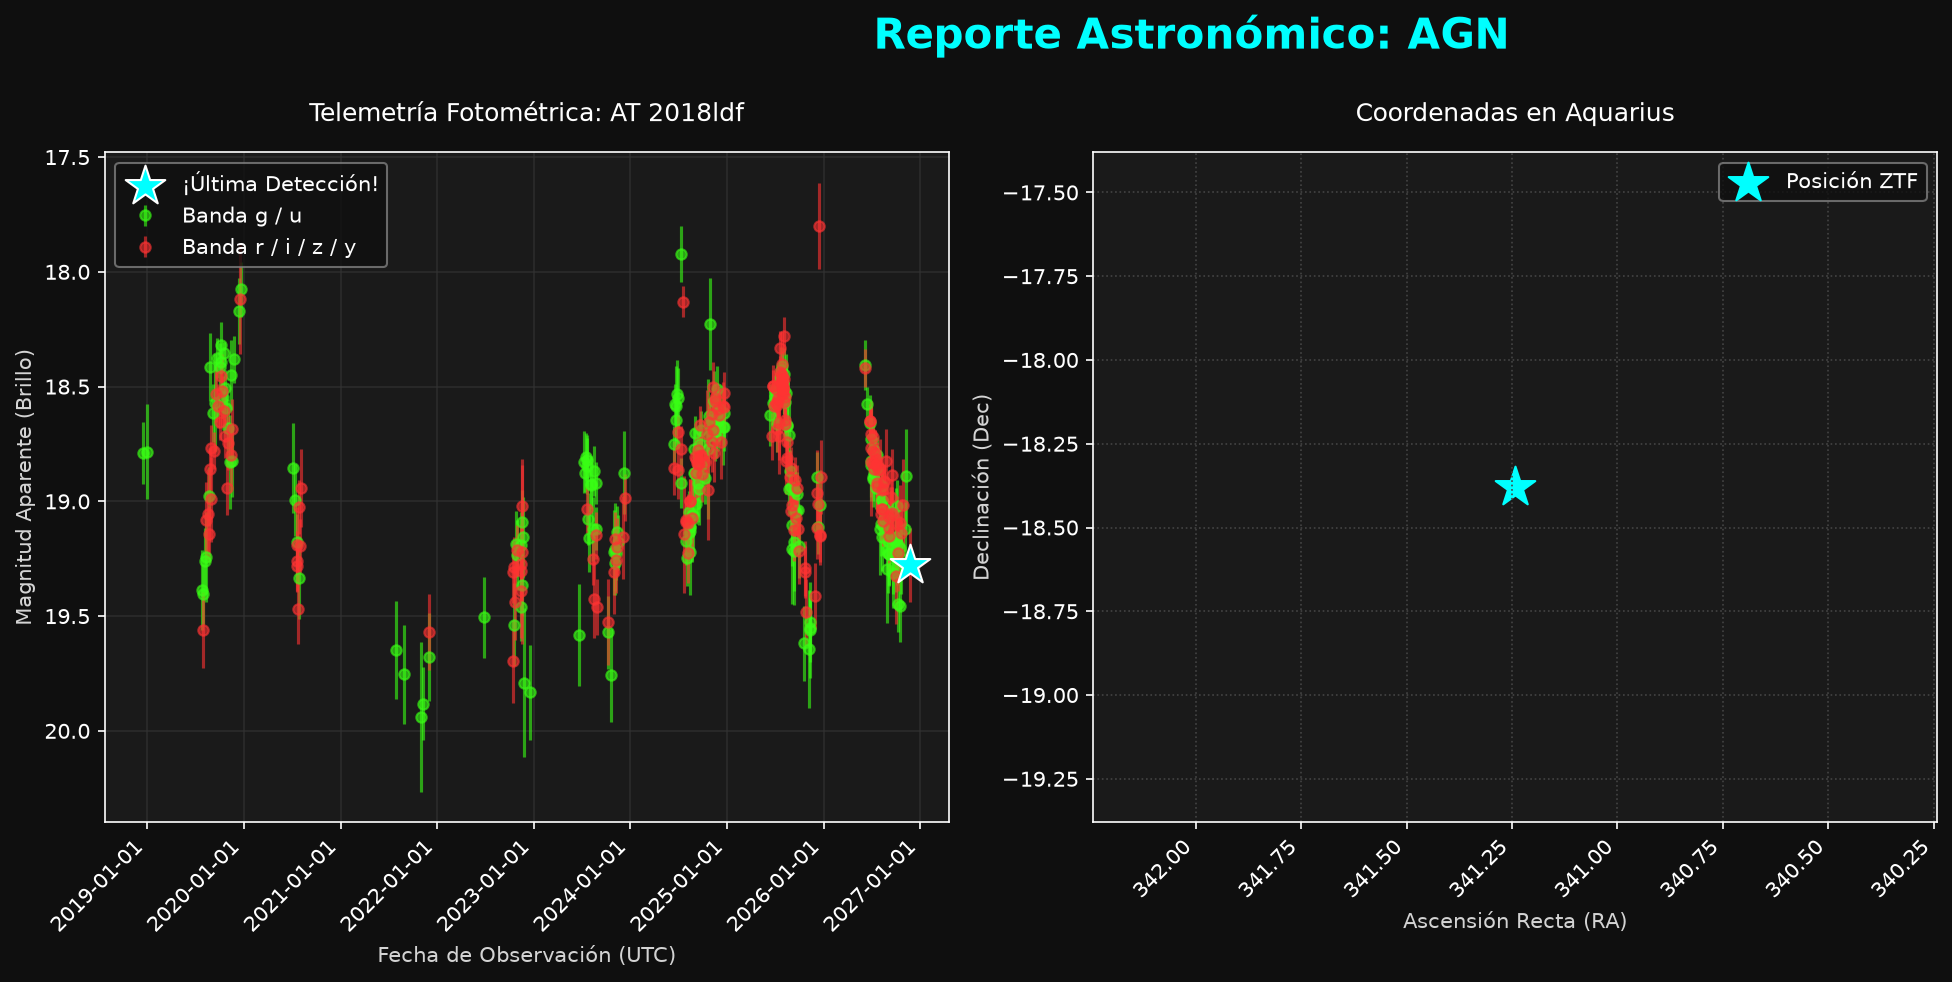 Reporte Astronómico: AGN
Telemetría Fotométrica: AT 2018ldf
¡Última Detección!
Banda g / u
Banda r / i / z / y
Magnitud Aparente (Brillo)
17.5
18.0
18.5
19.0
19.5
20.0
2019-01-01
2020-01-01
2021-01-01
2022-01-01
2023-01-01
2024-01-01
2025-01-01
2026-01-01
2027-01-01
Fecha de Observación (UTC)
Coordenadas en Aquarius
Posición ZTF
Declinación (Dec)
−17.50
−17.75
−18.00
−18.25
−18.50
−18.75
−19.00
−19.25
342.00
341.75
341.50
341.25
341.00
340.75
340.50
340.25
Ascensión Recta (RA)